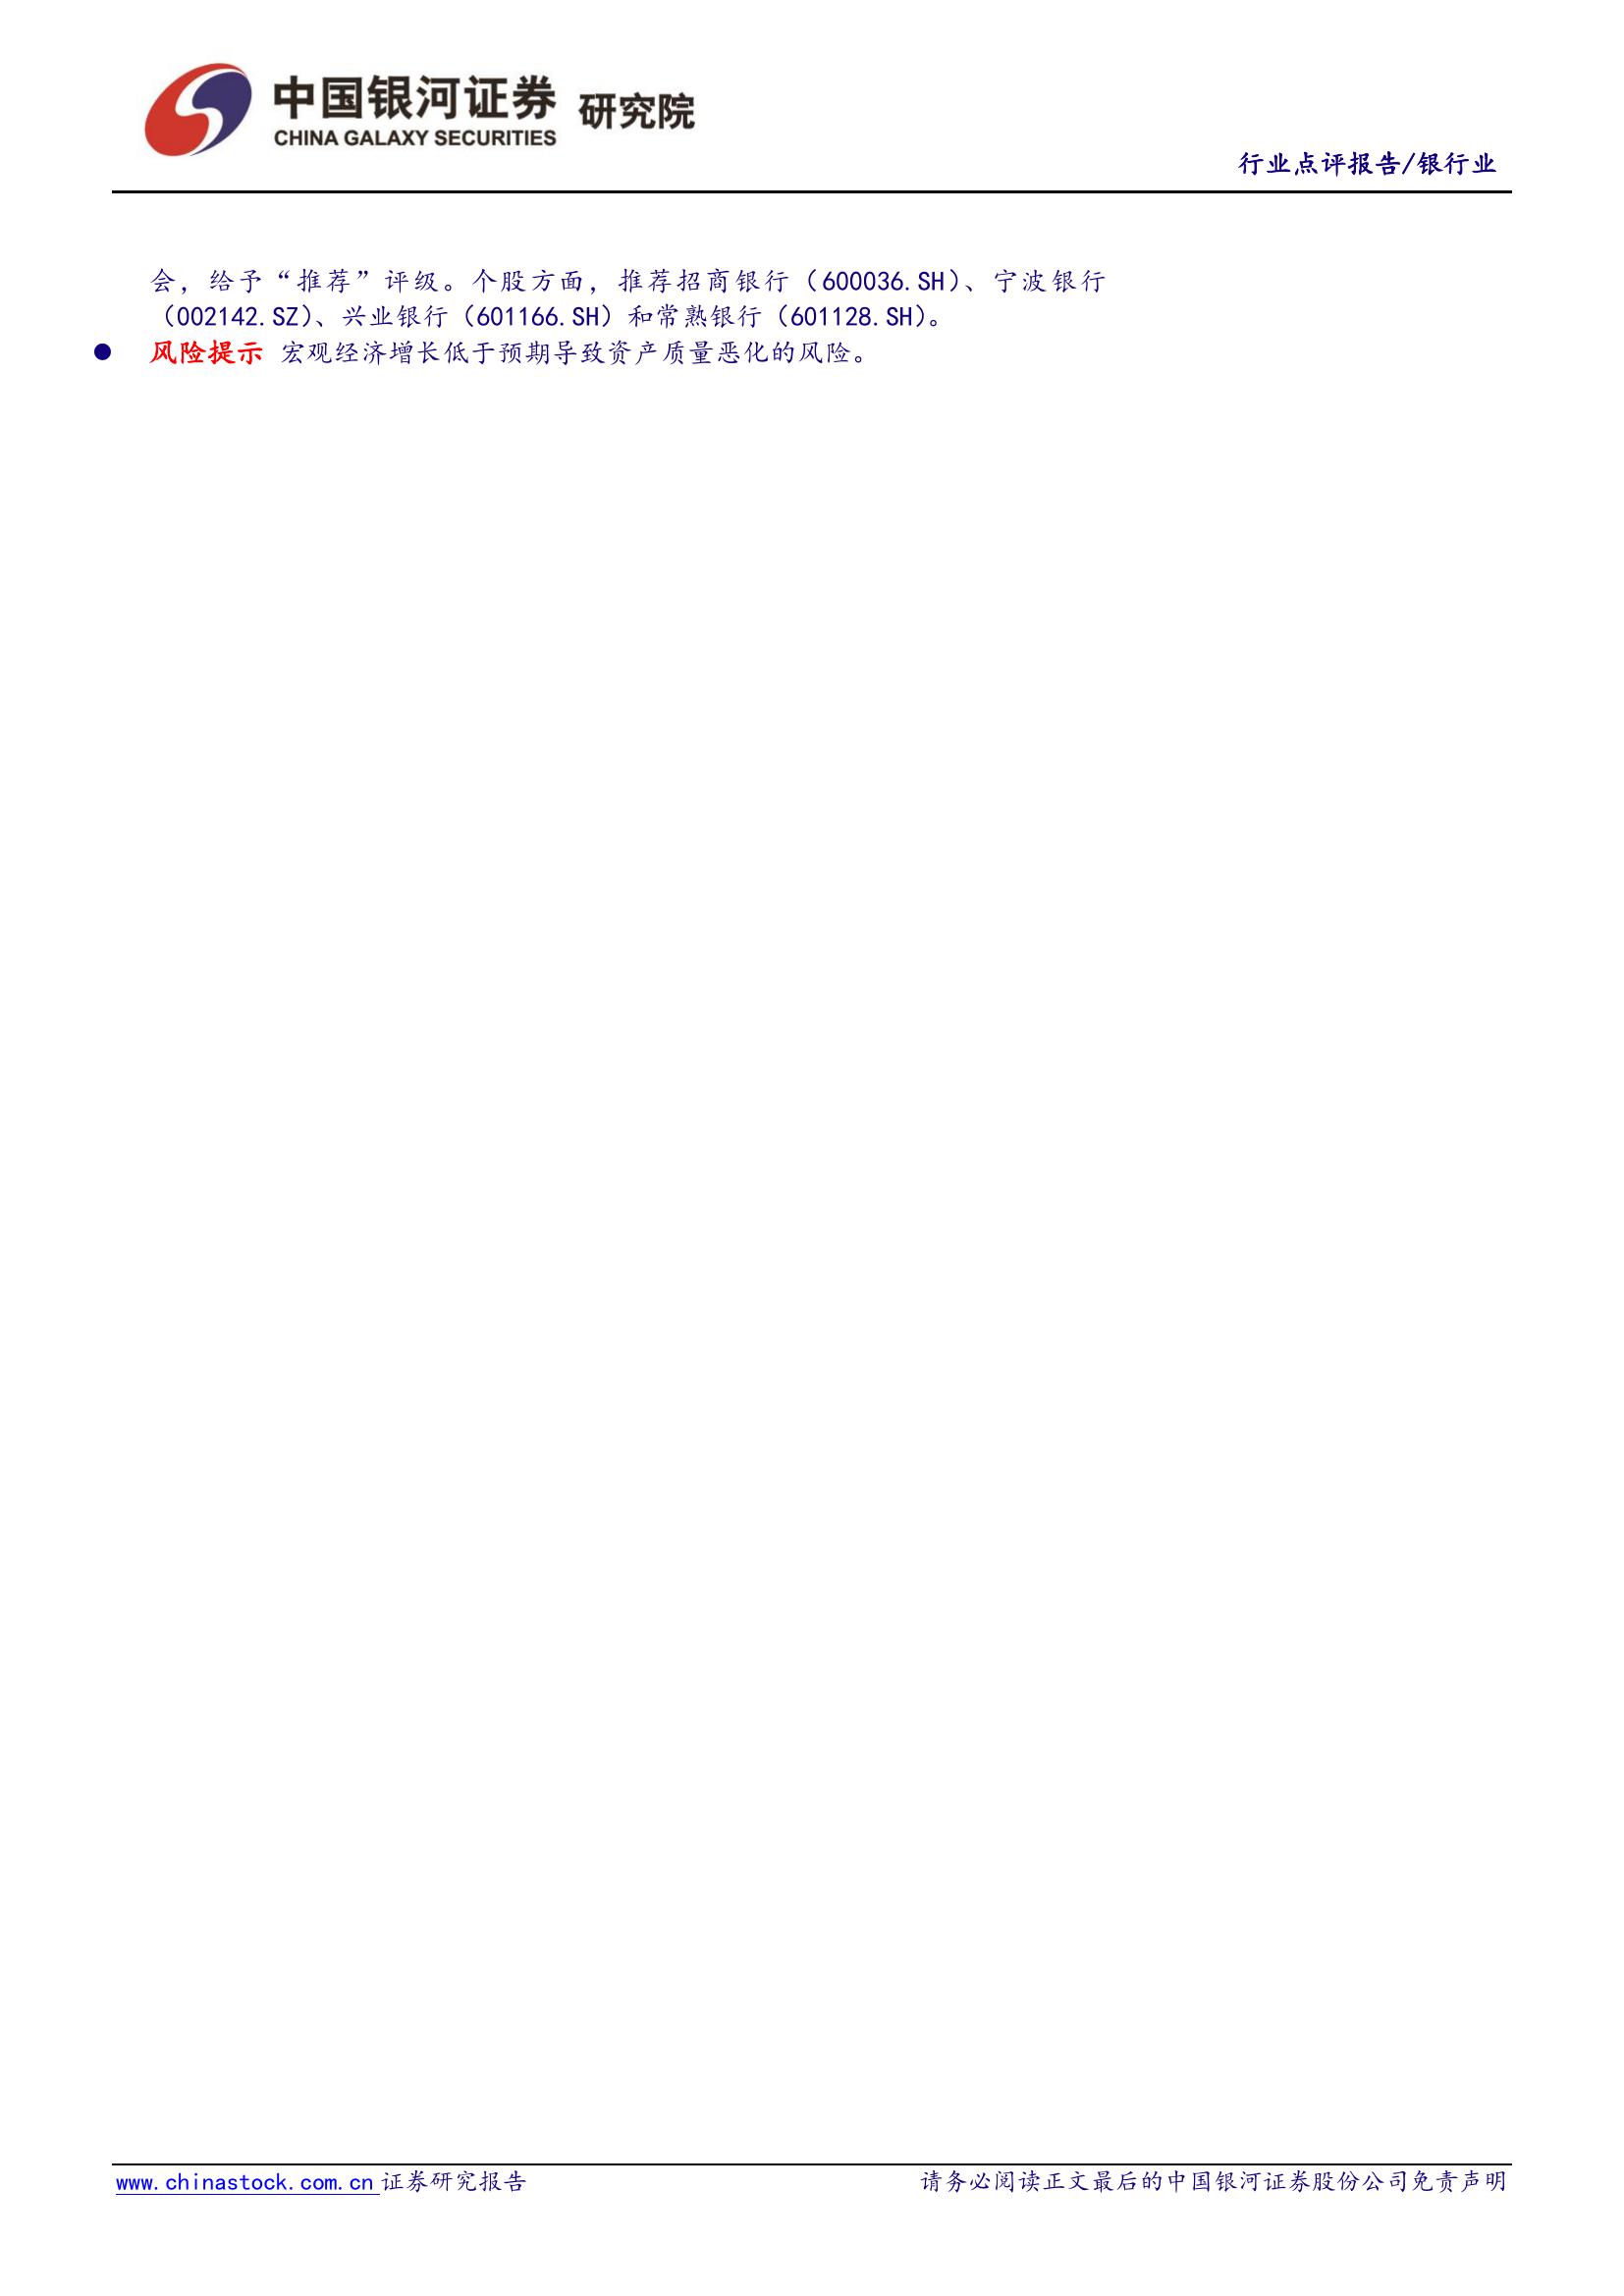 中国银河证券 研究院
CHINA GALAXY SECURITIES
行业点评报告/银行业
会，给予“推荐”评级。个股方面，推荐招商银行（600036.SH）、宁波银行
（002142.SZ）、兴业银行（601166.SH）和常熟银行（601128.SH）。
● 风险提示 宏观经济增长低于预期导致资产质量恶化的风险。
www.chinastock.com.cn 证券研究报告 请务必阅读正文最后的中国银河证券股份公司免责声明